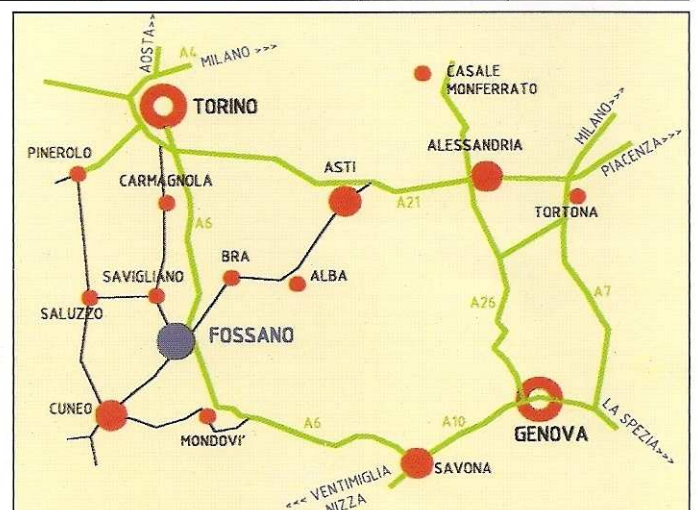 AOSTA>>
A4
MILANO >>>
CASALE
MONFERRATO
TORINO
MILANO>>>
PIACENZA>>>
PINEROLO
ALESSANDRIA
ASTI
CARMAGNOLA
A21
TORTONA
A6
BRA
SAVIGLIANO
ALBA
SALUZZO
A26
A7
FOSSANO
CUNEO
MONDOVI'
A6
A10
GENOVA
LA SPEZIA>>>
SAVONA
<<< VENTIMIGLIA
NIZZA